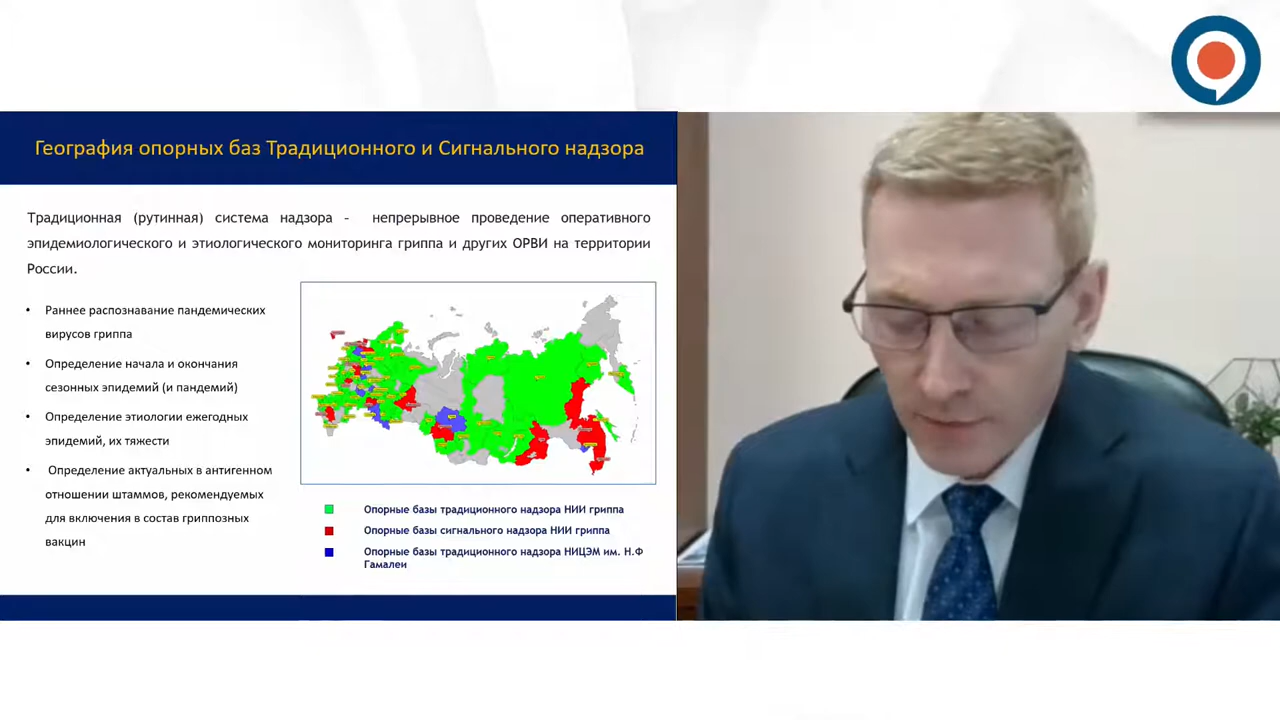 География опорных баз Традиционного и Сигнального надзора
Традиционная (рутинная) система надзора - непрерывное проведение оперативного
эпидемиологического и этиологического мониторинга гриппа и других ОРВИ на территории
России.
• Раннее распознавание пандемических
вирусов гриппа
• Определение начала и окончания
сезонных эпидемий (и пандемий)
• Определение этиологии ежегодных
эпидемий, их тяжести
• Определение актуальных в антигенном
отношении штаммов, рекомендуемых
для включения в состав гриппозных
вакцин
Опорные базы традиционного надзора НИИ гриппа
Опорные базы сигнального надзора НИИ гриппа
Опорные базы традиционного надзора НИЦЭМ им. Н.Ф
Гамалеи